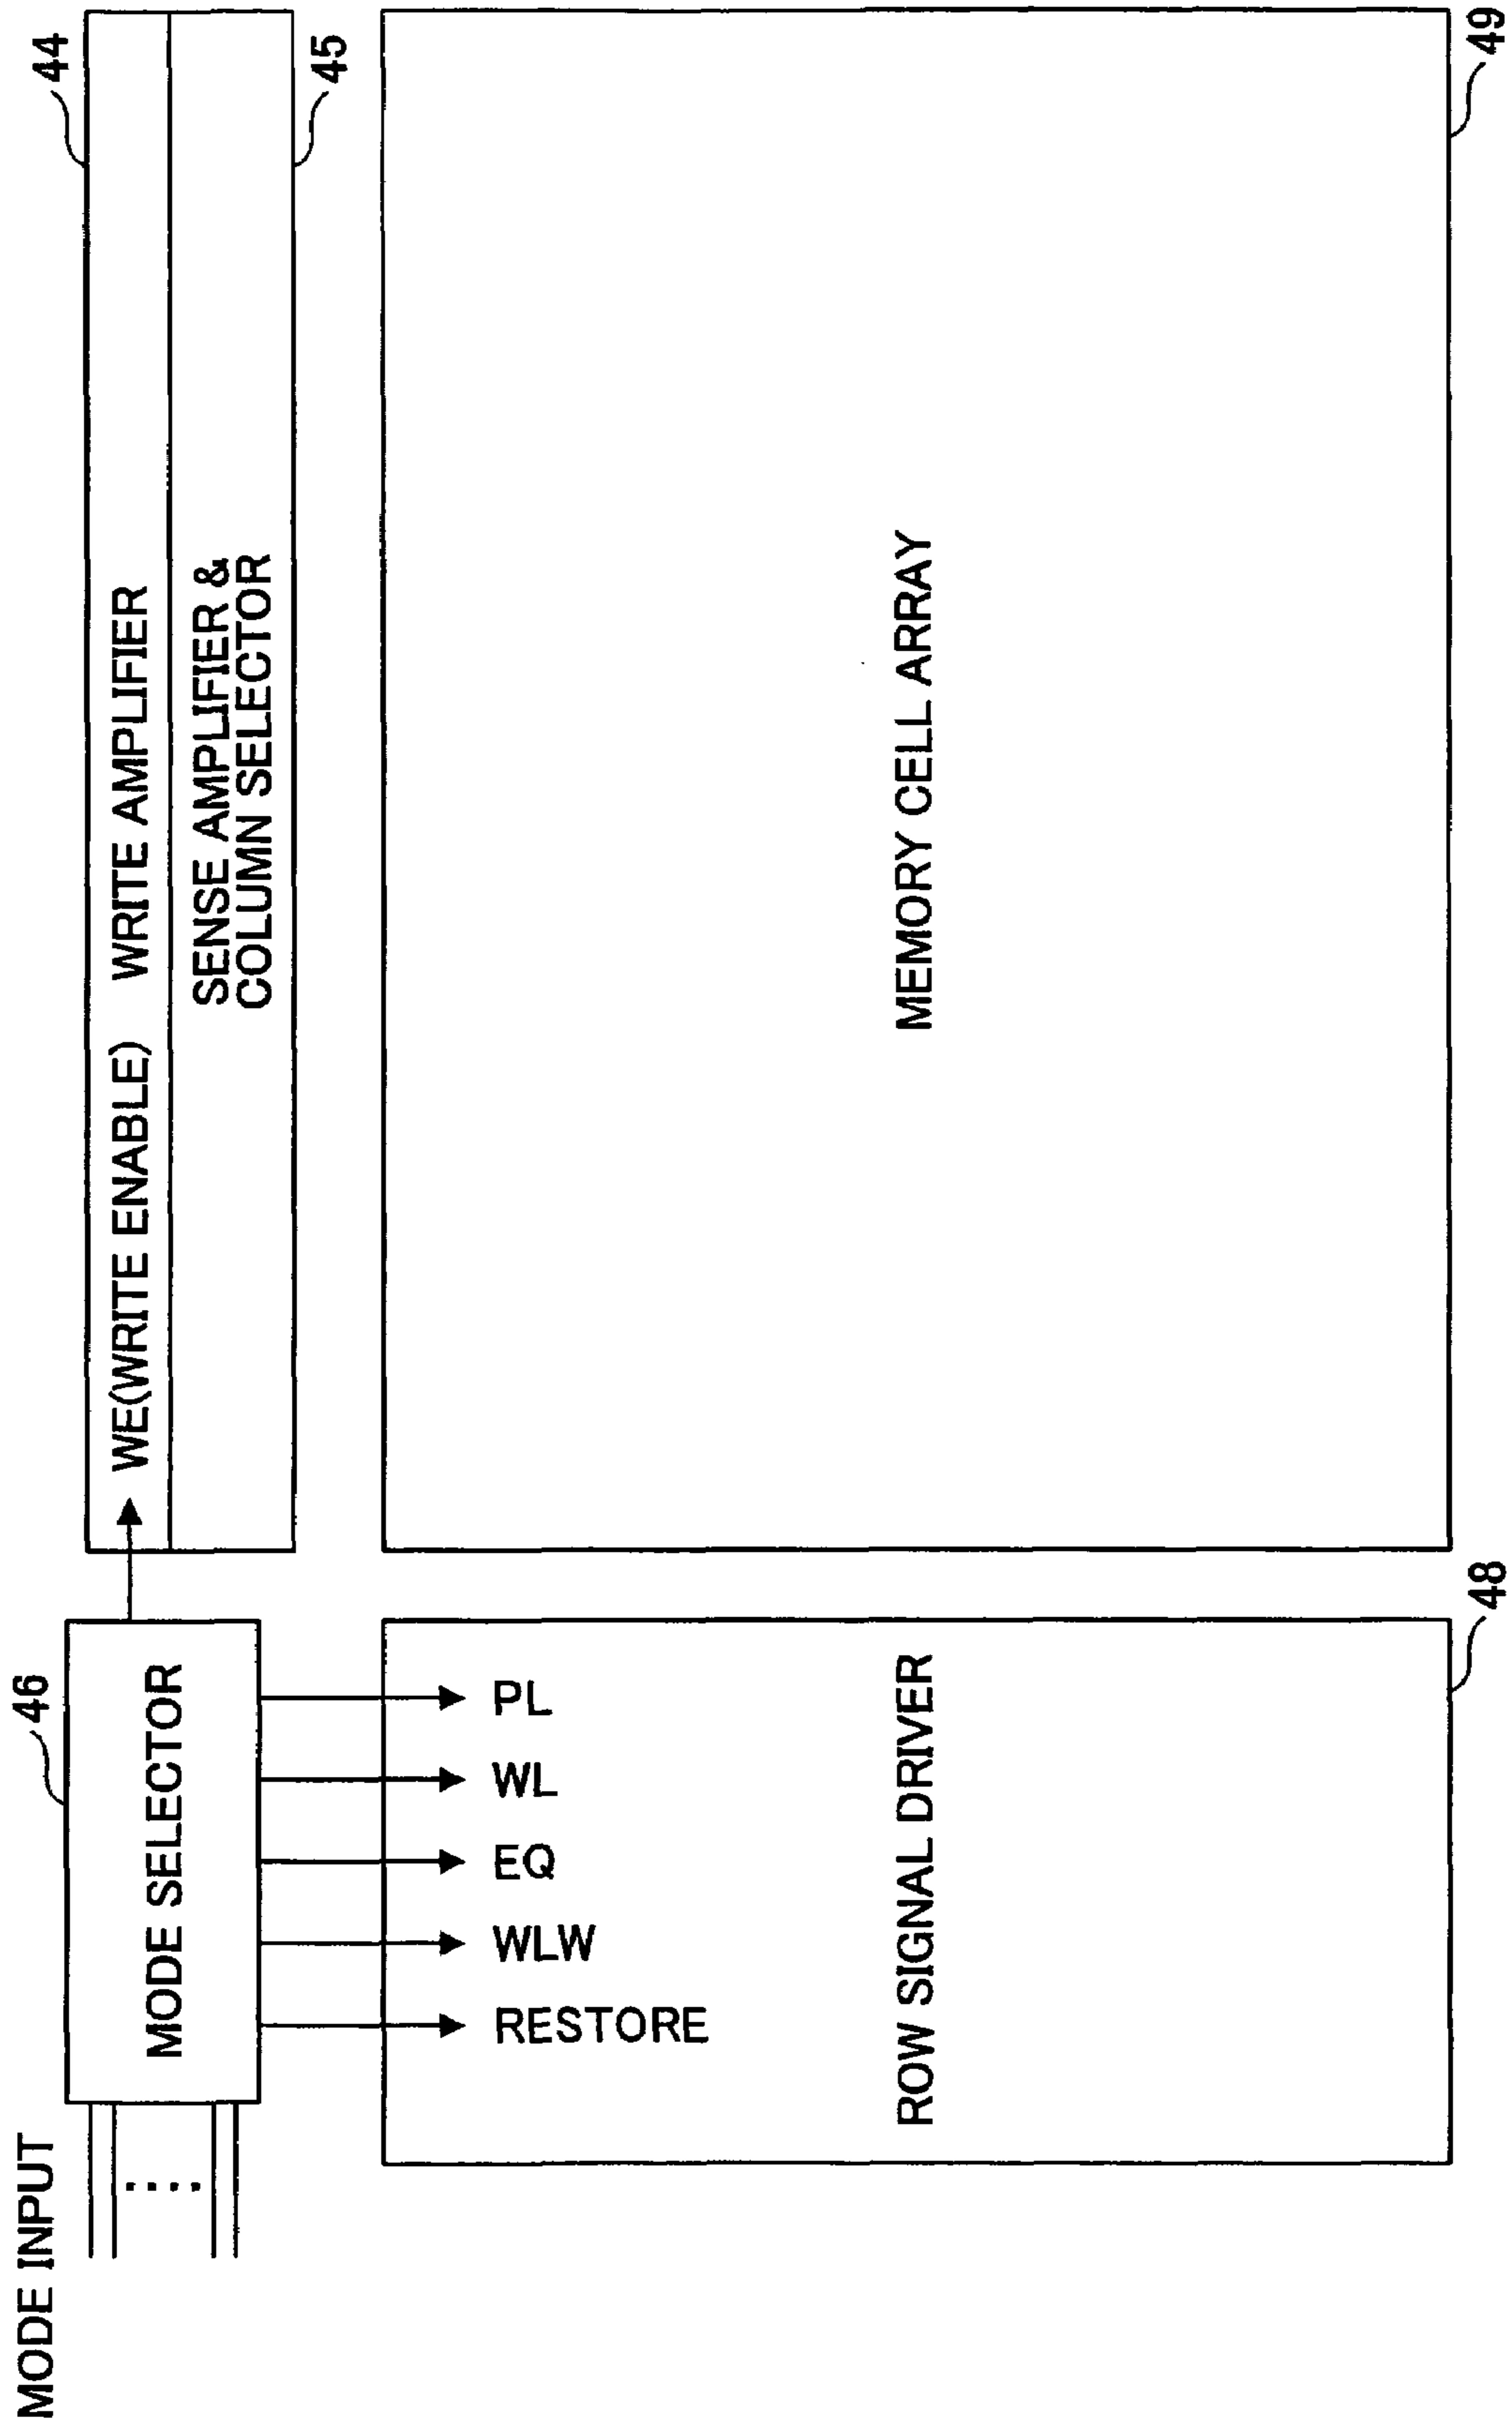 MODE INPUT
46
MODE SELECTOR
WE(WRITE ENABLE) WRITE AMPLIFIER
44
SENSE AMPLIFIER &
COLUMN SELECTOR
45
RESTORE
WLW
EQ
WL
PL
ROW SIGNAL DRIVER
48
MEMORY CELL ARRAY
49